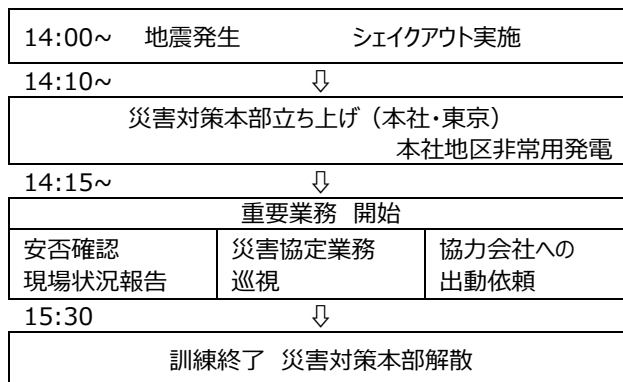 14:00~ 地震発生 シェイクアウト実施
14:10~ ⇩
災害対策本部立ち上げ（本社・東京）
本社地区非常用発電
14:15~ ⇩
重要業務 開始
安否確認 災害協定業務 協力会社への
現場状況報告 巡視 出動依頼
15:30 ⇩
訓練終了 災害対策本部解散